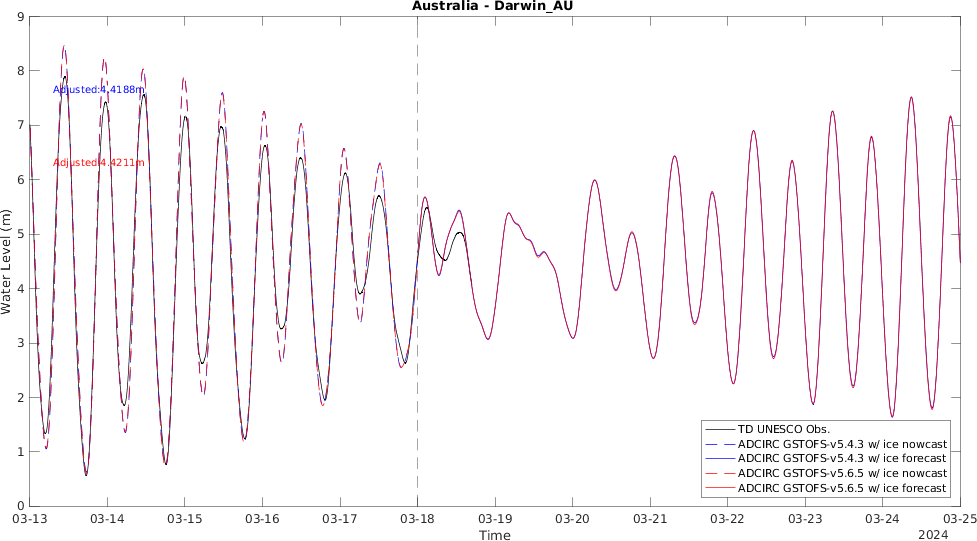 Australia - Darwin_AU
Water Level (m)
9
8
7
6
5
4
3
2
1
0
Adjusted:4.4188m
Adjusted:4.4211m
TD UNESCO Obs.
ADCIRC GSTOFS-v5.4.3 w/ ice nowcast
ADCIRC GSTOFS-v5.4.3 w/ ice forecast
ADCIRC GSTOFS-v5.6.5 w/ ice nowcast
ADCIRC GSTOFS-v5.6.5 w/ ice forecast
03-13 03-14 03-15 03-16 03-17 03-18 03-19 03-20 03-21 03-22 03-23 03-24 03-25
Time
2024